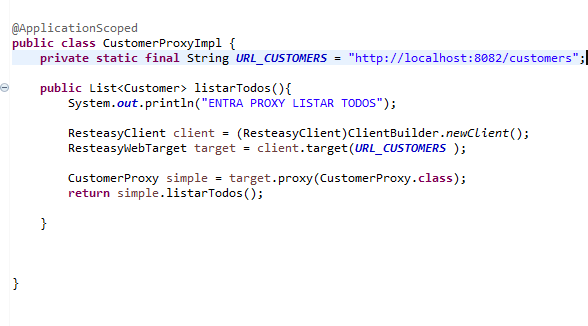 @ApplicationScoped
public class CustomerProxyImpl {
private static final String URL_CUSTOMERS = "http://localhost:8082/customers";
public List<Customer> listarTodos(){
System.out.println("ENTRA PROXY LISTAR TODOS");
ResteasyClient client = (ResteasyClient)ClientBuilder.newClient();
ResteasyWebTarget target = client.target(URL_CUSTOMERS );
CustomerProxy simple = target.proxy(CustomerProxy.class);
return simple.listarTodos();
}
}